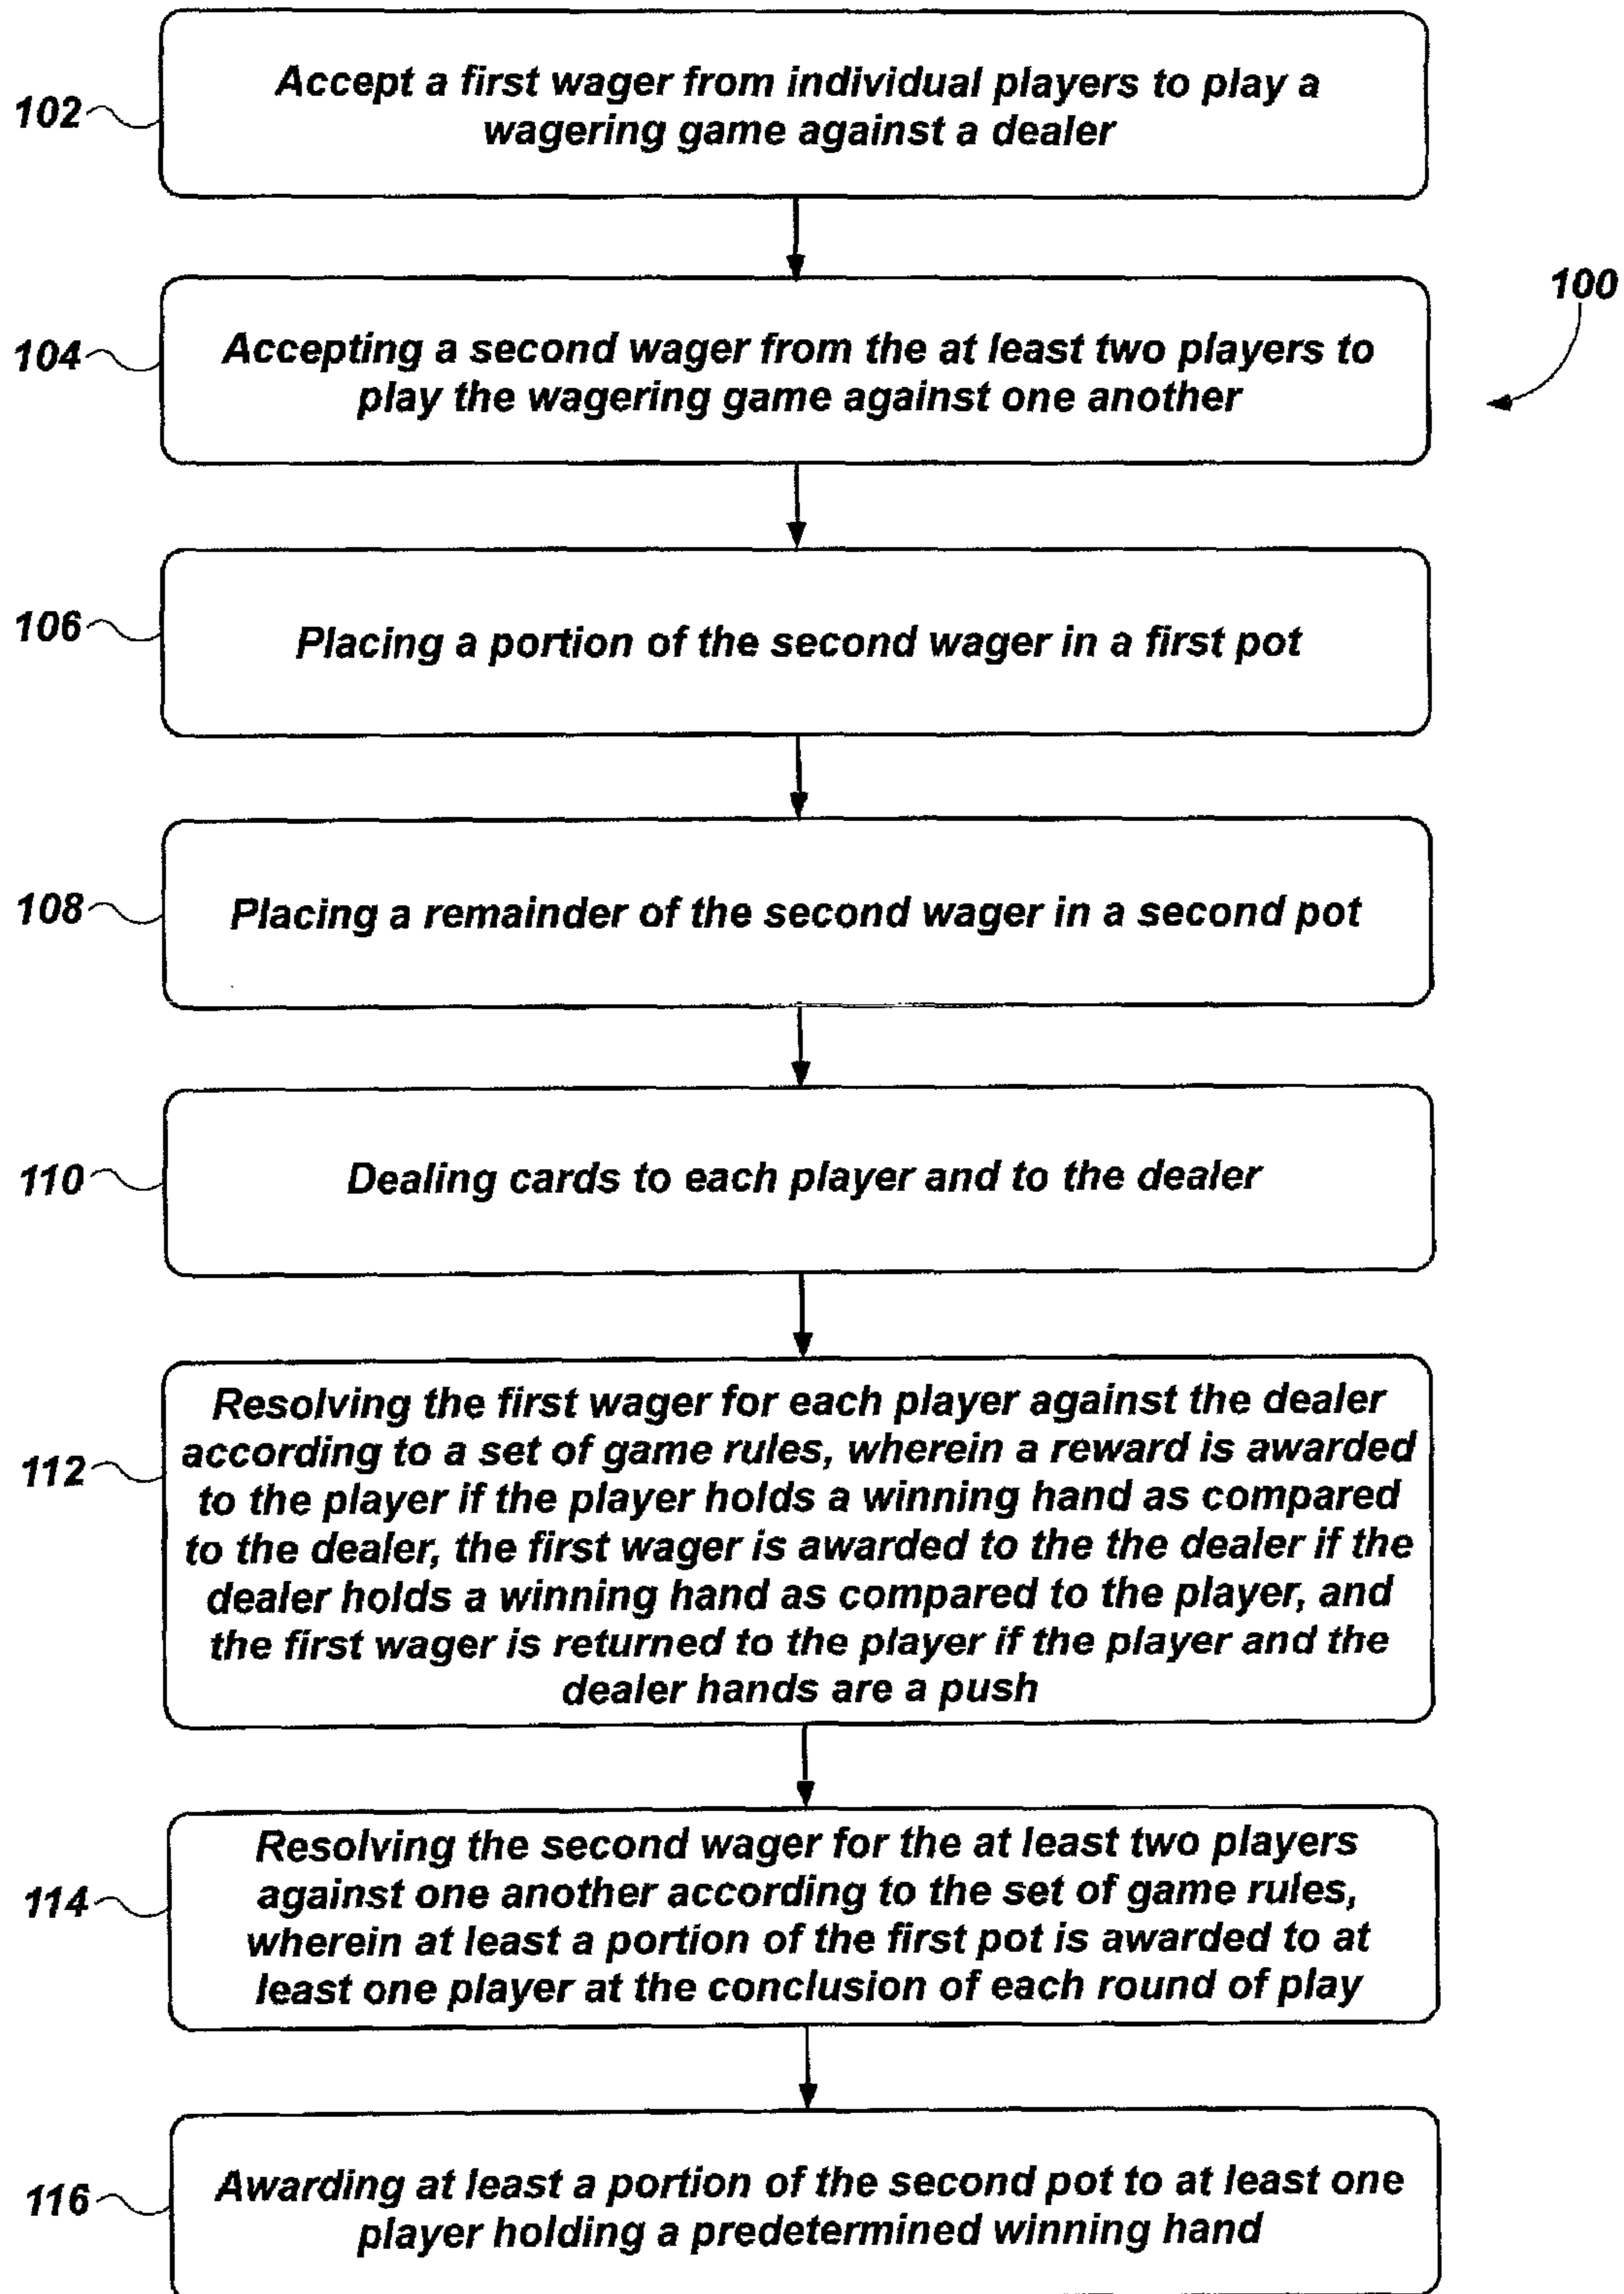 102
Accept a first wager from individual players to play a
wagering game against a dealer
100
104
Accepting a second wager from the at least two players to
play the wagering game against one another
106
Placing a portion of the second wager in a first pot
108
Placing a remainder of the second wager in a second pot
110
Dealing cards to each player and to the dealer
112
Resolving the first wager for each player against the dealer
according to a set of game rules, wherein a reward is awarded
to the player if the player holds a winning hand as compared
to the dealer, the first wager is awarded to the the dealer if the
dealer holds a winning hand as compared to the player, and
the first wager is returned to the player if the player and the
dealer hands are a push
114
Resolving the second wager for the at least two players
against one another according to the set of game rules,
wherein at least a portion of the first pot is awarded to at
least one player at the conclusion of each round of play
116
Awarding at least a portion of the second pot to at least one
player holding a predetermined winning hand